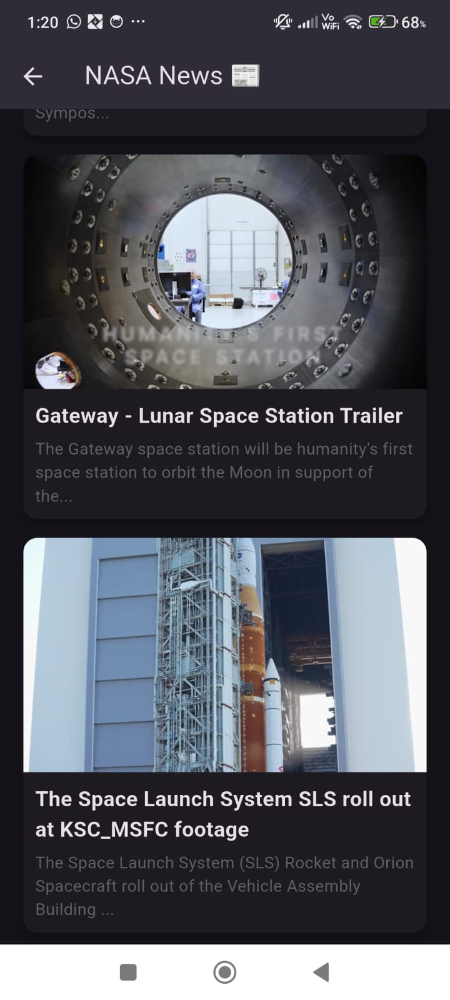 1:20
Vo
WiFi
68%
NASA News
Sympos...
HUMANITY'S FIRST
SPACE STATION
Gateway - Lunar Space Station Trailer
The Gateway space station will be humanity's first
space station to orbit the Moon in support of
the...
The Space Launch System SLS roll out
at KSC_MSFC footage
The Space Launch System (SLS) Rocket and Orion
Spacecraft roll out of the Vehicle Assembly
Building ...